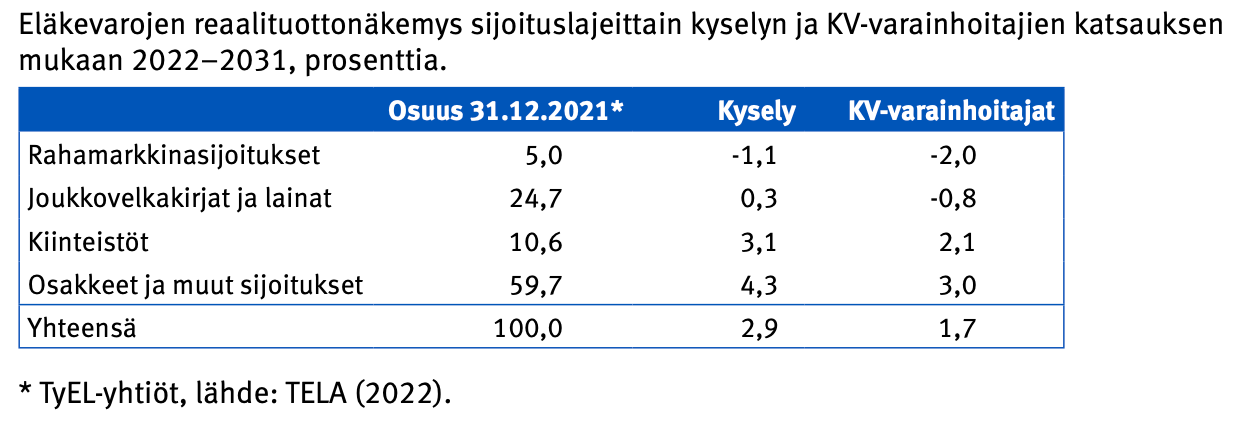 Eläkevarojen reaalituottonäkemys sijoituslajeittain kyselyn ja KV-varainhoitajien katsauksen
mukaan 2022–2031, prosenttia.
Osuus 31.12.2021* Kysely KV-varainhoitajat
Rahamarkkinasijoitukset 5,0 -1,1 -2,0
Joukkovelkakirjat ja lainat 24,7 0,3 -0,8
Kiinteistöt 10,6 3,1 2,1
Osakkeet ja muut sijoitukset 59,7 4,3 3,0
Yhteensä 100,0 2,9 1,7
* TyEL-yhtiöt, lähde: TELA (2022).